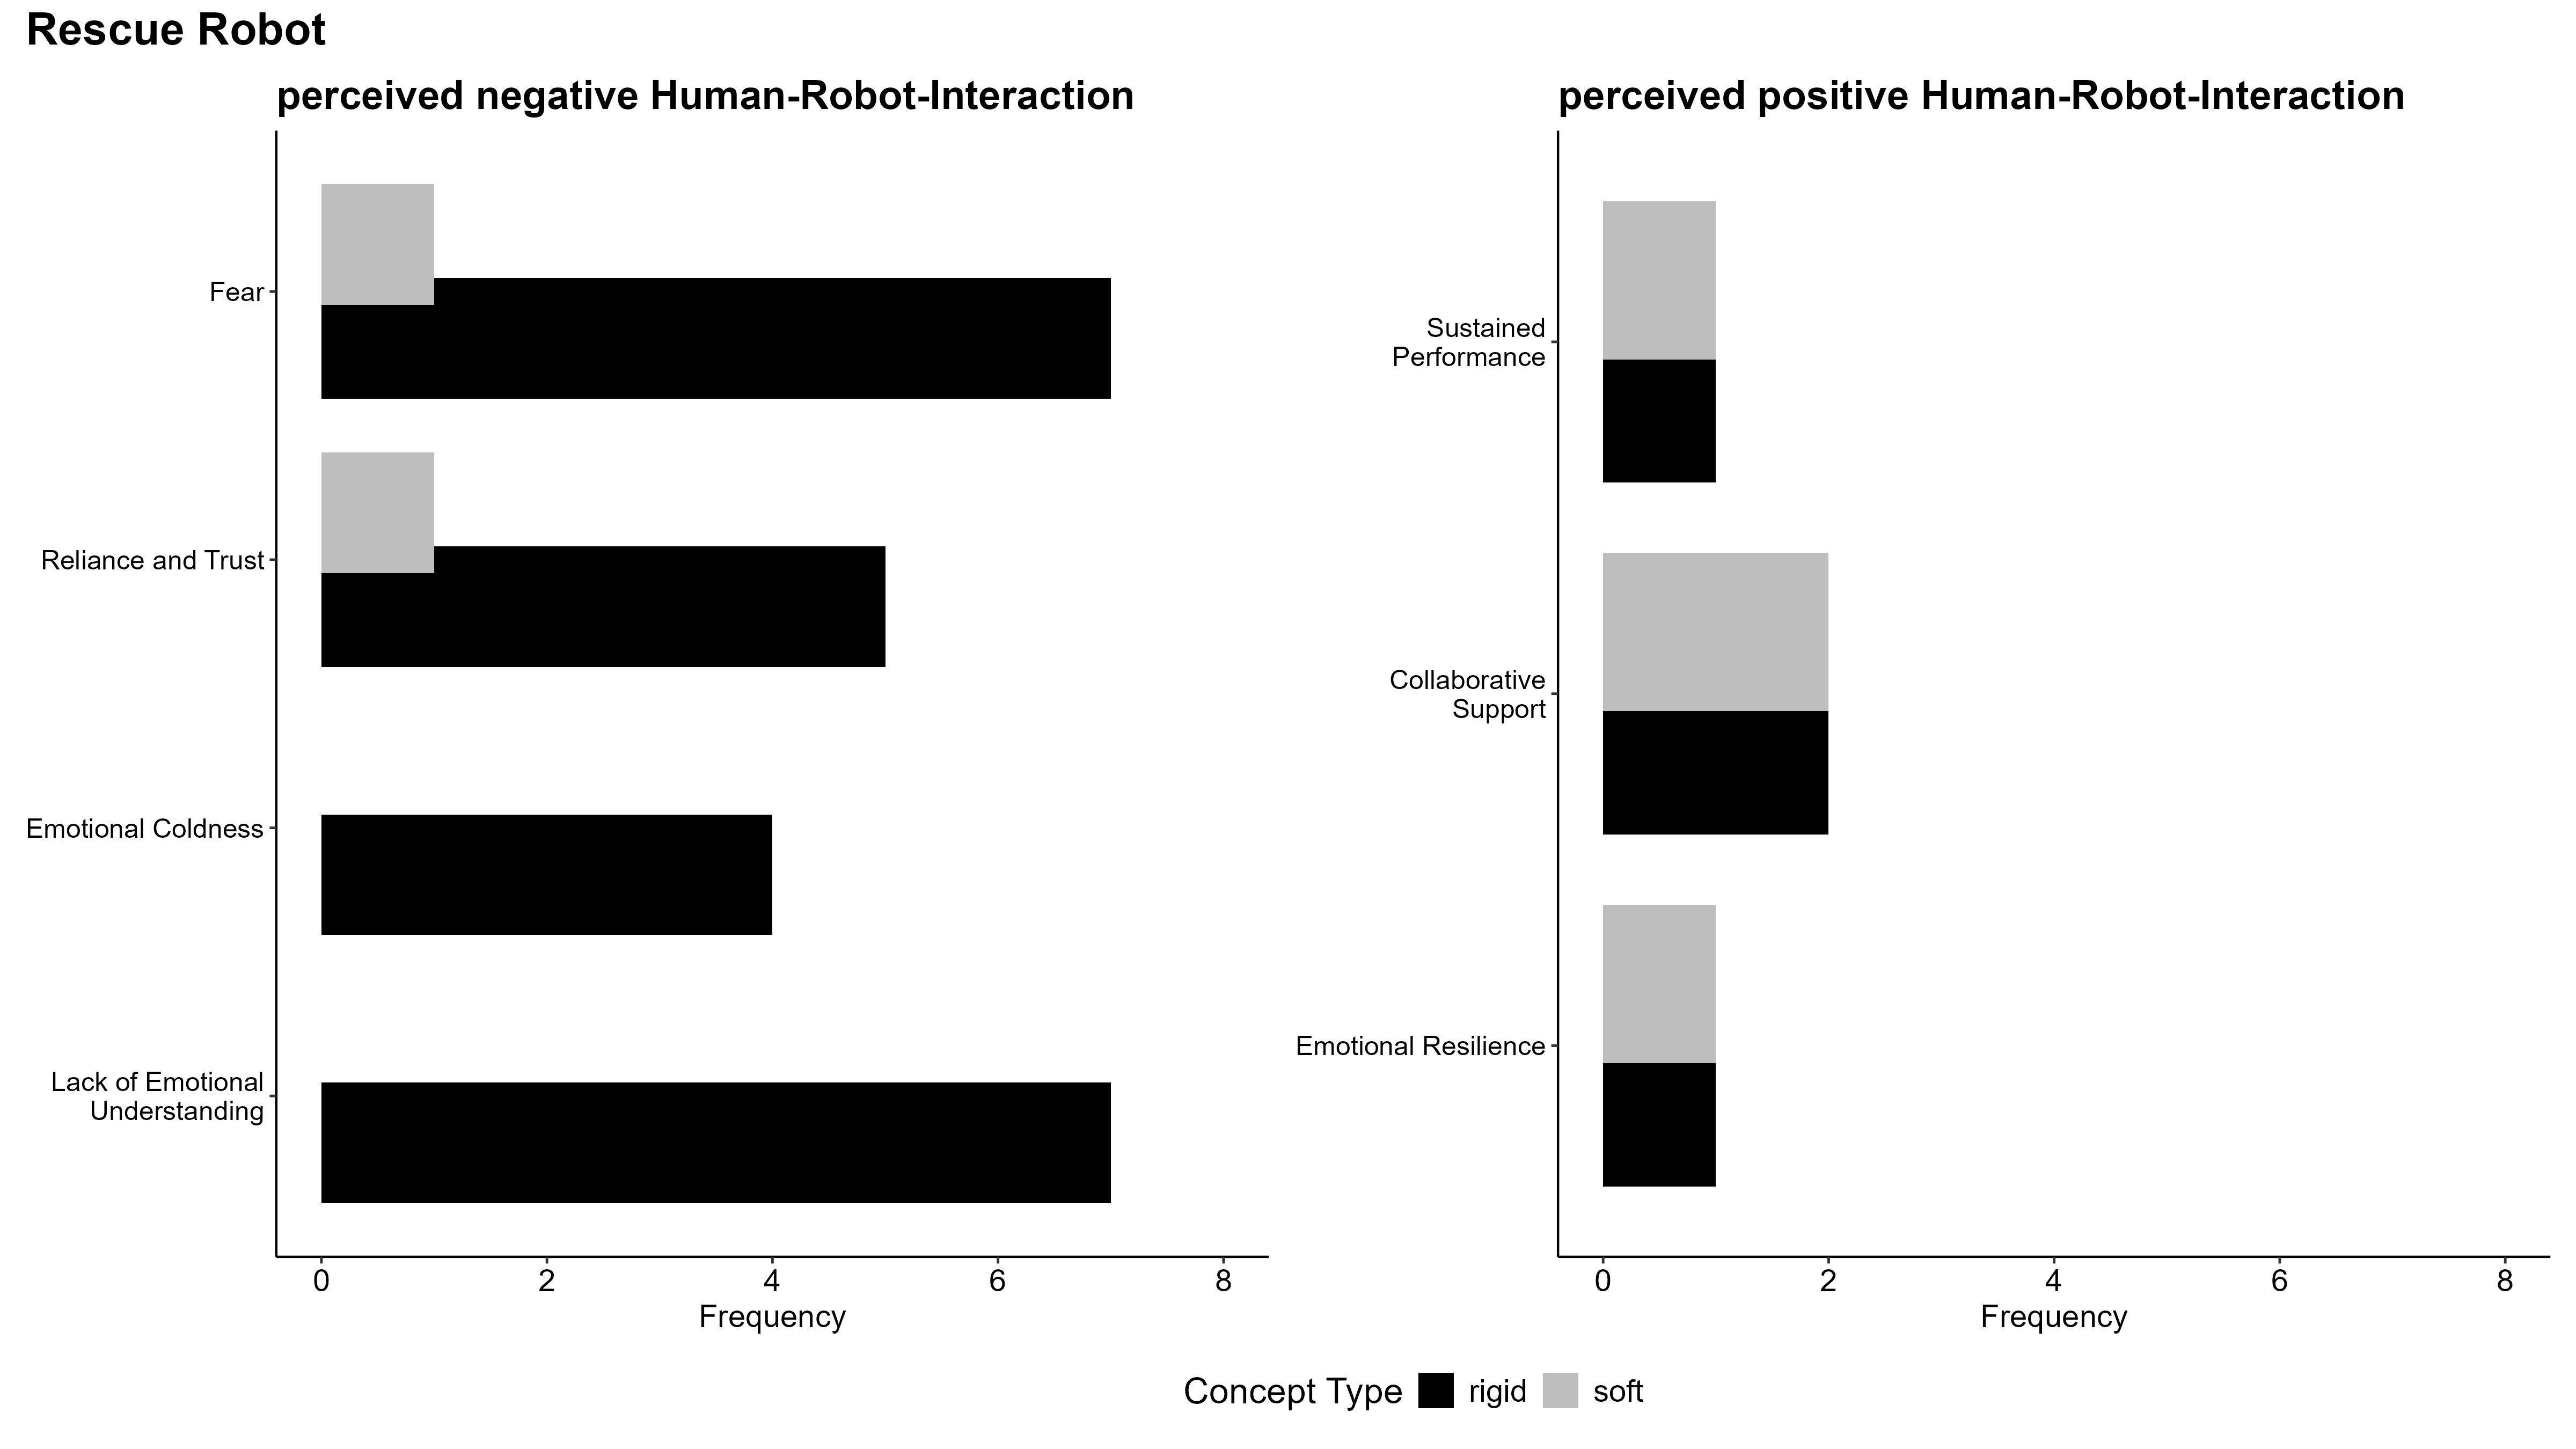 Rescue Robot
perceived negative Human-Robot-Interaction
Fear
Reliance and Trust
Emotional Coldness
Lack of Emotional
Understanding
0 2 4 6 8
Frequency
perceived positive Human-Robot-Interaction
Sustained
Performance
Collaborative
Support
Emotional Resilience
0 2 4 6 8
Frequency
Concept Type rigid soft